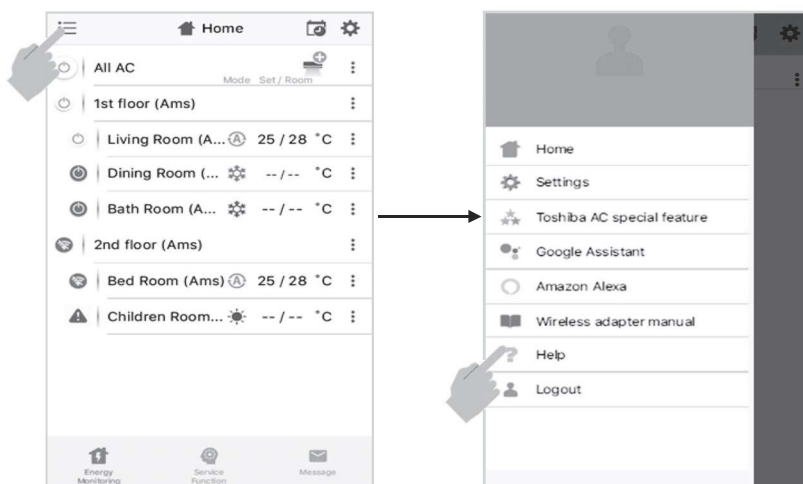 Home
All AC
Mode Set / Room
1st floor (Ams)
Living Room (A... 25 / 28 °C
Dining Room (... -- / -- °C
Bath Room (A... -- / -- °C
2nd floor (Ams)
Bed Room (Ams) 25 / 28 °C
Children Room... -- / -- °C
Energy Monitoring
Service Function
Message
Home
Settings
Toshiba AC special feature
Google Assistant
Amazon Alexa
Wireless adapter manual
Help
Logout